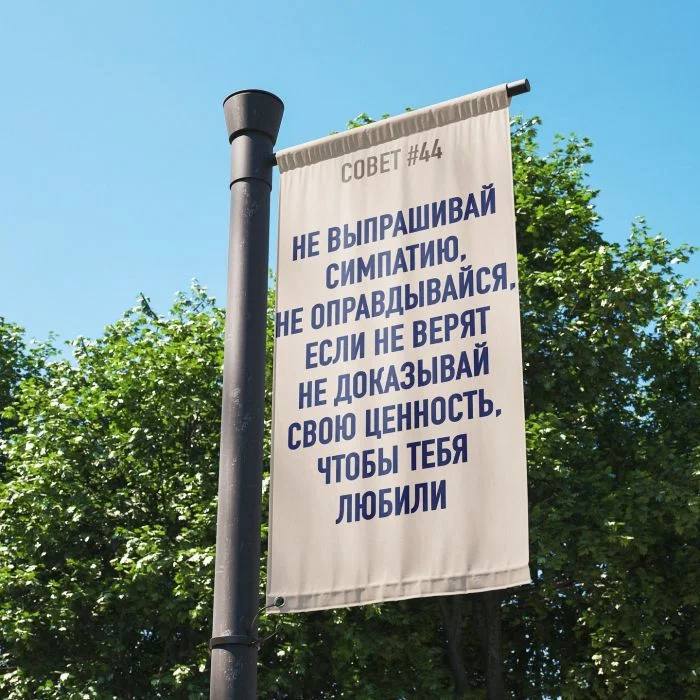 СОВЕТ #44
НЕ ВЫПРАШИВАЙ
СИМПАТИЮ,
НЕ ОПРАВДЫВАЙСЯ,
ЕСЛИ НЕ ВЕРЯТ
НЕ ДОКАЗЫВАЙ
СВОЮ ЦЕННОСТЬ,
ЧТОБЫ ТЕБЯ
ЛЮБИЛИ